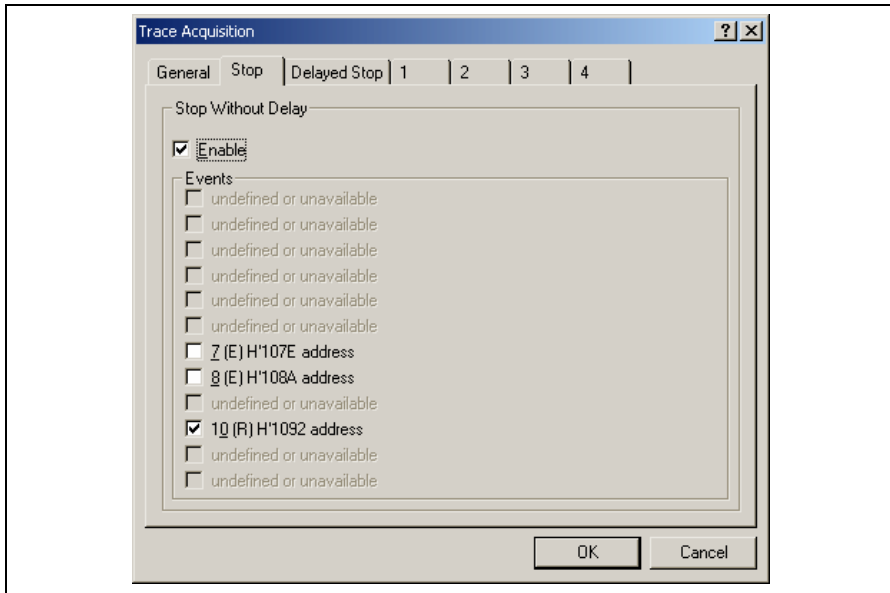 Trace Acquisition
General Stop Delayed Stop 1 2 3 4
Stop Without Delay
Enable
Events
undefined or unavailable
undefined or unavailable
undefined or unavailable
undefined or unavailable
undefined or unavailable
undefined or unavailable
7 (E) H'107E address
8 (E) H'108A address
undefined or unavailable
10 (R) H'1092 address
undefined or unavailable
undefined or unavailable
OK Cancel